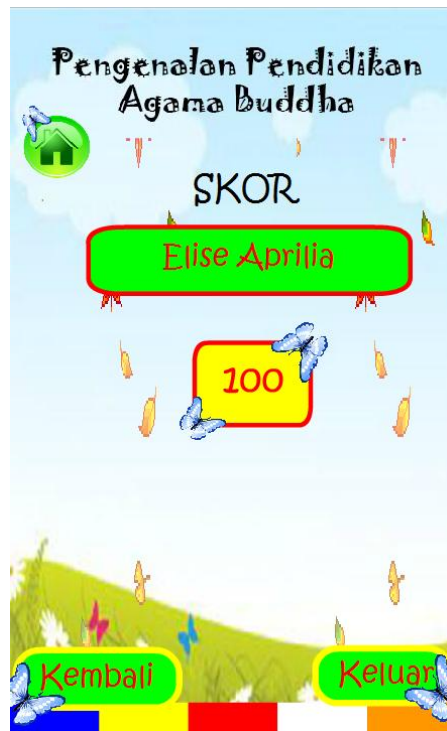 Pengenalan Pendidikan
Agama Buddha
SKOR
Elise Aprilia
100
Kembali
Keluar